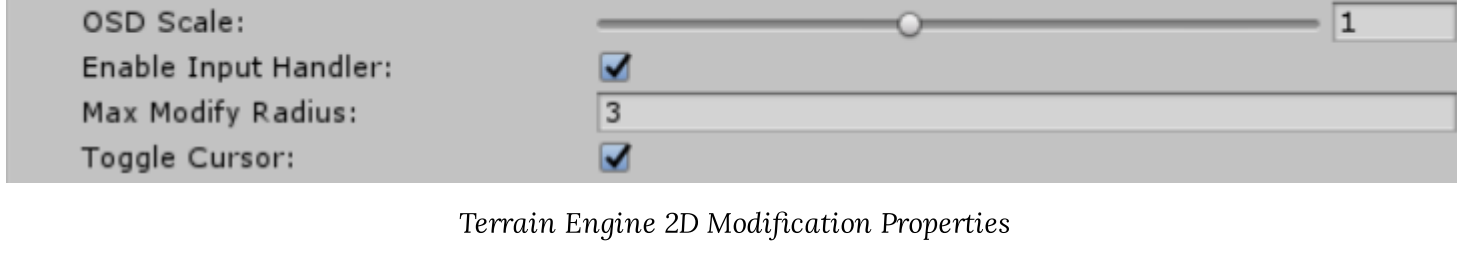 OSD Scale: 1
Enable Input Handler:
Max Modify Radius: 3
Toggle Cursor:
Terrain Engine 2D Modification Properties